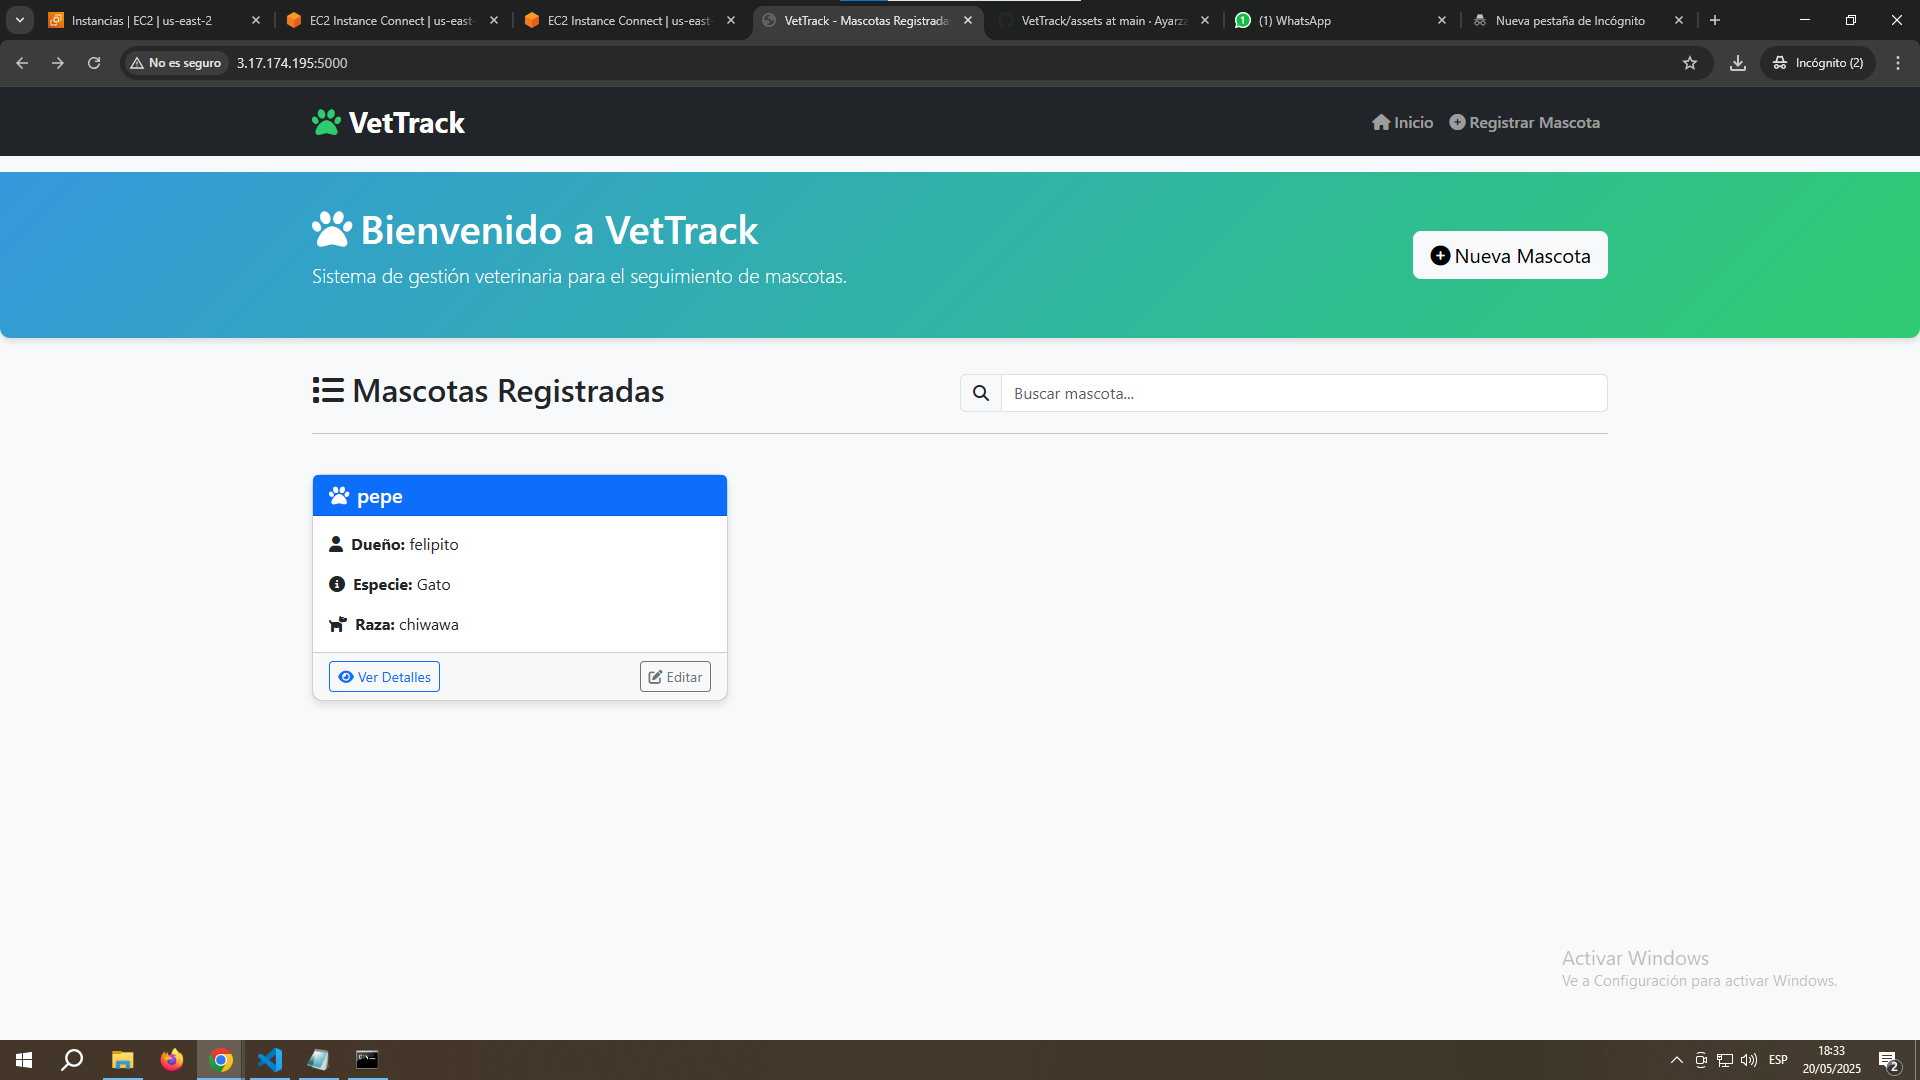 Instancias | EC2 | us-east-2
EC2 Instance Connect | us-east-
EC2 Instance Connect | us-east-
VetTrack - Mascotas Registrada
VetTrack/assets at main · Ayarza
(1) WhatsApp
Nueva pestaña de Incógnito
No es seguro
3.17.174.195:5000
Incógnito (2)
VetTrack
Inicio
Registrar Mascota
Bienvenido a VetTrack
Sistema de gestión veterinaria para el seguimiento de mascotas.
Nueva Mascota
Mascotas Registradas
Buscar mascota...
pepe
Dueño: felipito
Especie: Gato
Raza: chiwawa
Ver Detalles
Editar
Activar Windows
Ve a Configuración para activar Windows.
ESP
18:33
20/05/2025
2